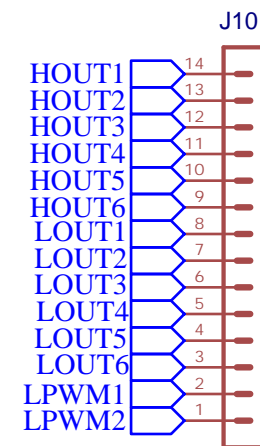 J10
HOUT1 14
HOUT2 13
HOUT3 12
HOUT4 11
HOUT5 10
HOUT6 9
LOUT1 8
LOUT2 7
LOUT3 6
LOUT4 5
LOUT5 4
LOUT6 3
LPWM1 2
LPWM2 1